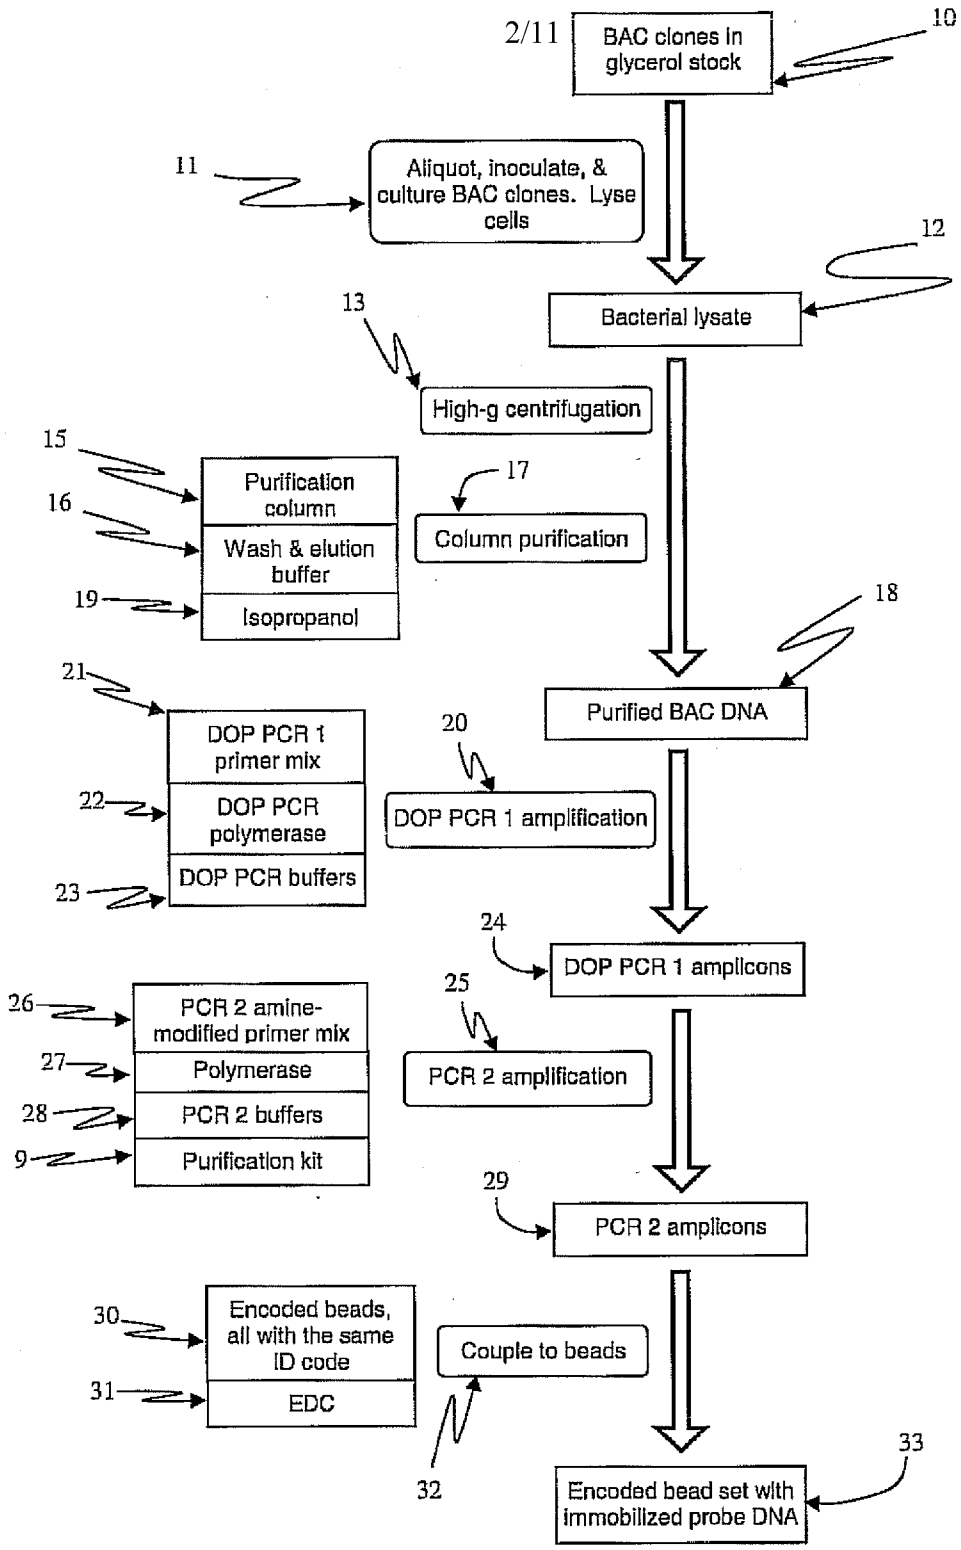 2/11
BAC clones in
glycerol stock
10
11
Aliquot, inoculate, &
culture BAC clones. Lyse
cells
12
Bacterial lysate
13
High-g centrifugation
15
Purification
column
16
Wash & elution
buffer
19
Isopropanol
17
Column purification
18
Purified BAC DNA
21
DOP PCR 1
primer mix
22
DOP PCR
polymerase
23
DOP PCR buffers
20
DOP PCR 1 amplification
24
DOP PCR 1 amplicons
26
PCR 2 amine-
modified primer mix
27
Polymerase
28
PCR 2 buffers
9
Purification kit
25
PCR 2 amplification
29
PCR 2 amplicons
30
Encoded beads,
all with the same
ID code
31
EDC
Couple to beads
32
33
Encoded bead set with
immobilized probe DNA